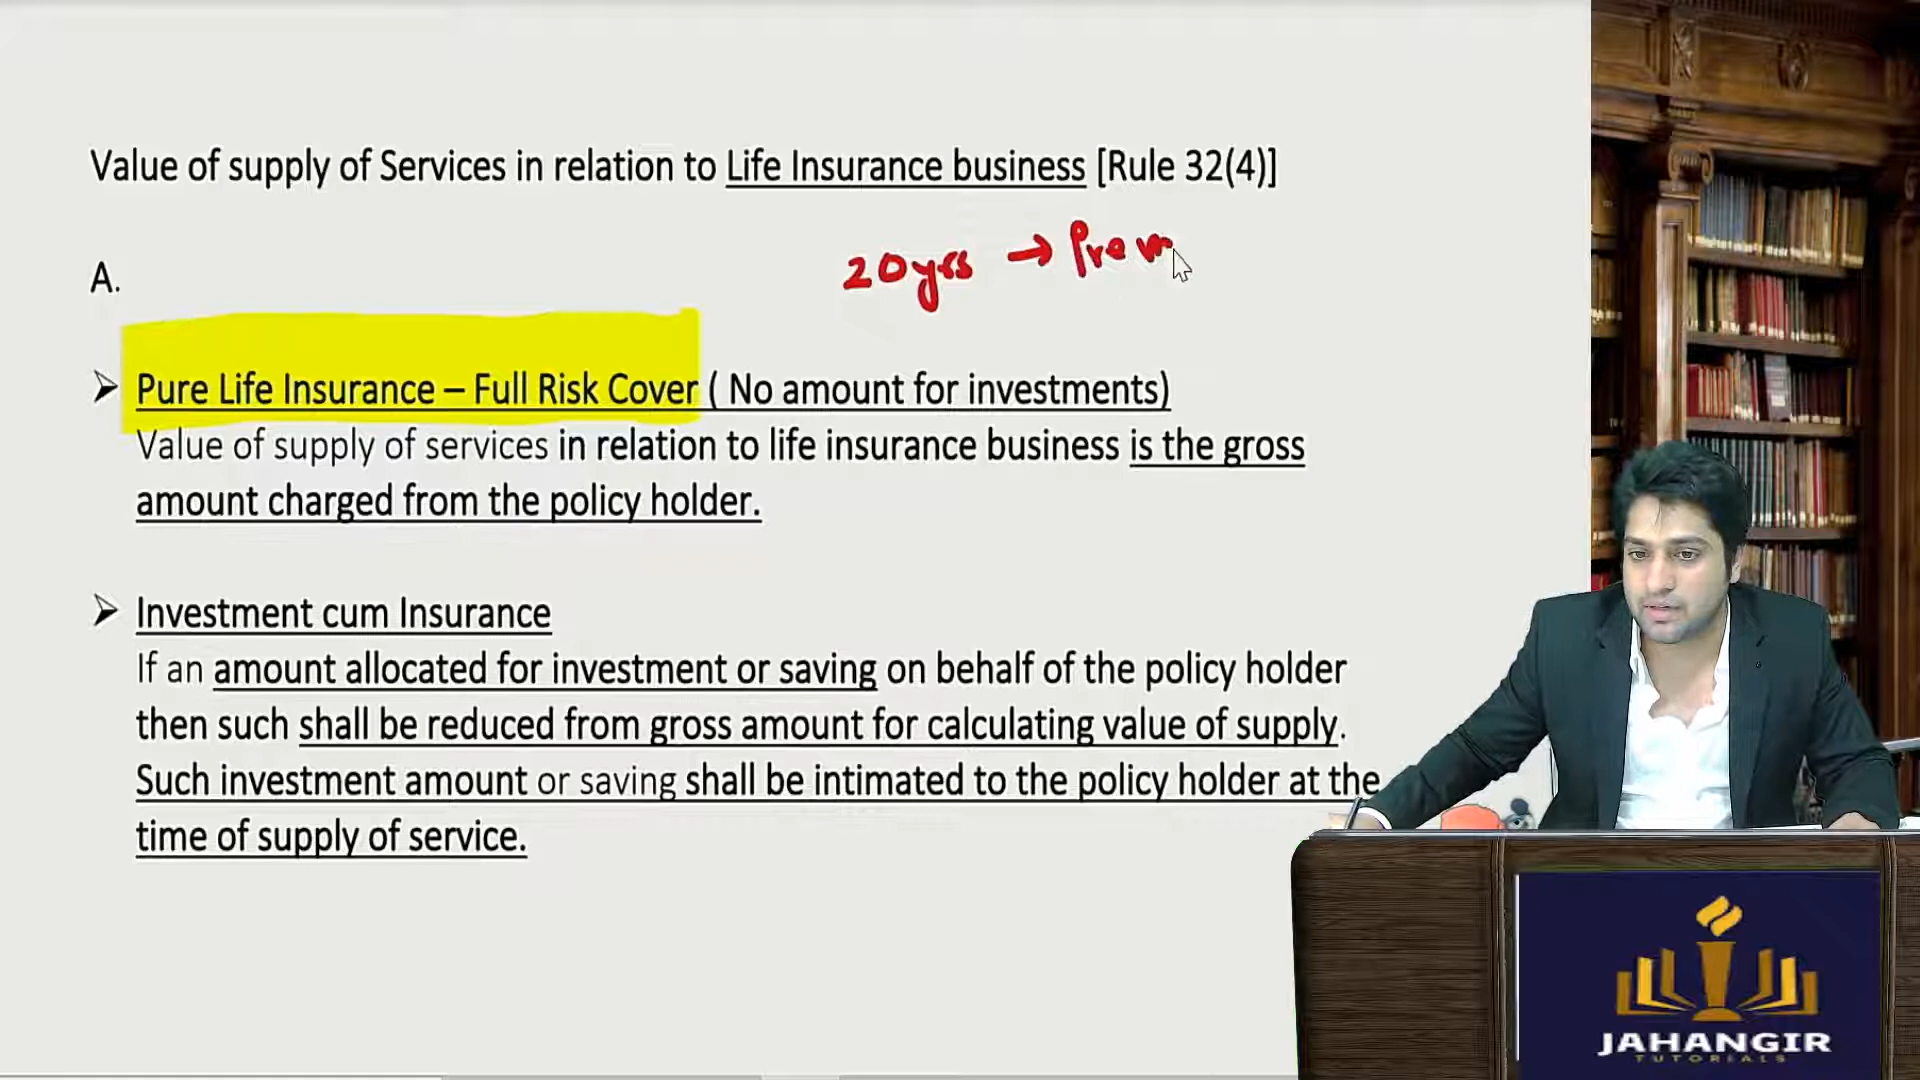 Value of supply of Services in relation to Life Insurance business [Rule 32(4)]
20yrs → Prem
A.
➤ Pure Life Insurance – Full Risk Cover ( No amount for investments)
Value of supply of services in relation to life insurance business is the gross
amount charged from the policy holder.
➤ Investment cum Insurance
If an amount allocated for investment or saving on behalf of the policy holder
then such shall be reduced from gross amount for calculating value of supply.
Such investment amount or saving shall be intimated to the policy holder at the
time of supply of service.
JAHANGIR
TUTORIALS